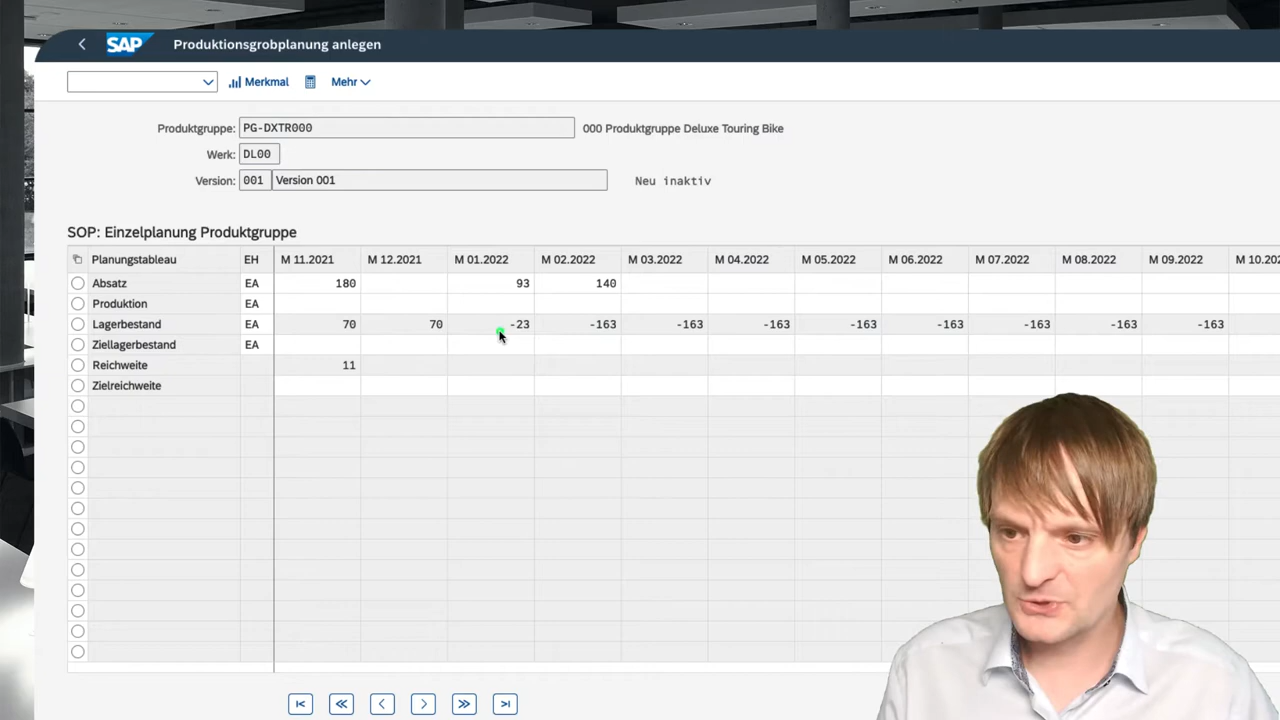 SAP Produktionsgrobplanung anlegen
Merkmal Mehr
Produktgruppe: PG-DXTR000 000 Produktgruppe Deluxe Touring Bike
Werk: DL00
Version: 001 Version 001 Neu inaktiv
SOP: Einzelplanung Produktgruppe
Planungstableau EH M 11.2021 M 12.2021 M 01.2022 M 02.2022 M 03.2022 M 04.2022 M 05.2022 M 06.2022 M 07.2022 M 08.2022 M 09.2022 M 10.202
Absatz EA 180 93 140
Produktion EA
Lagerbestand EA 70 70 -23 -163 -163 -163 -163 -163 -163 -163 -163
Ziellagerbestand EA
Reichweite 11
Zielreichweite